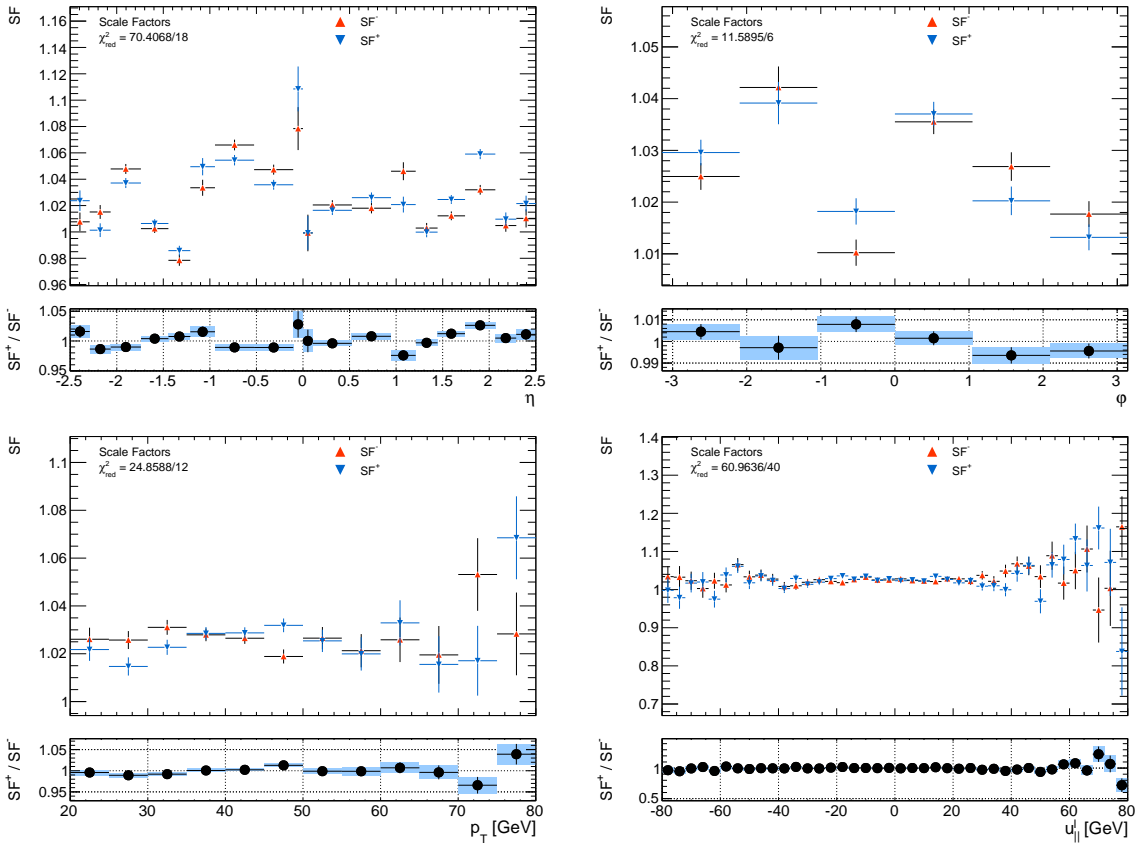 SF
Scale Factors
χ²red = 70.4068/18
SF⁻
SF⁺
1.16
1.14
1.12
1.1
1.08
1.06
1.04
1.02
1
0.98
0.96
SF⁺ / SF⁻
1.05
1
0.95
-2.5 -2 -1.5 -1 -0.5 0 0.5 1 1.5 2 2.5
η
SF
Scale Factors
χ²red = 11.5895/6
SF⁻
SF⁺
1.05
1.04
1.03
1.02
1.01
SF⁺ / SF⁻
1.01
1
0.99
-3 -2 -1 0 1 2 3
φ
SF
Scale Factors
χ²red = 24.8588/12
SF⁻
SF⁺
1.1
1.08
1.06
1.04
1.02
1
SF⁺ / SF⁻
1.05
1
0.95
20 30 40 50 60 70 80
p_T [GeV]
SF
Scale Factors
χ²red = 60.9636/40
SF⁻
SF⁺
1.4
1.3
1.2
1.1
1
0.9
0.8
0.7
SF⁺ / SF⁻
1
0.5
-80 -60 -40 -20 0 20 40 60 80
u^l_|| [GeV]